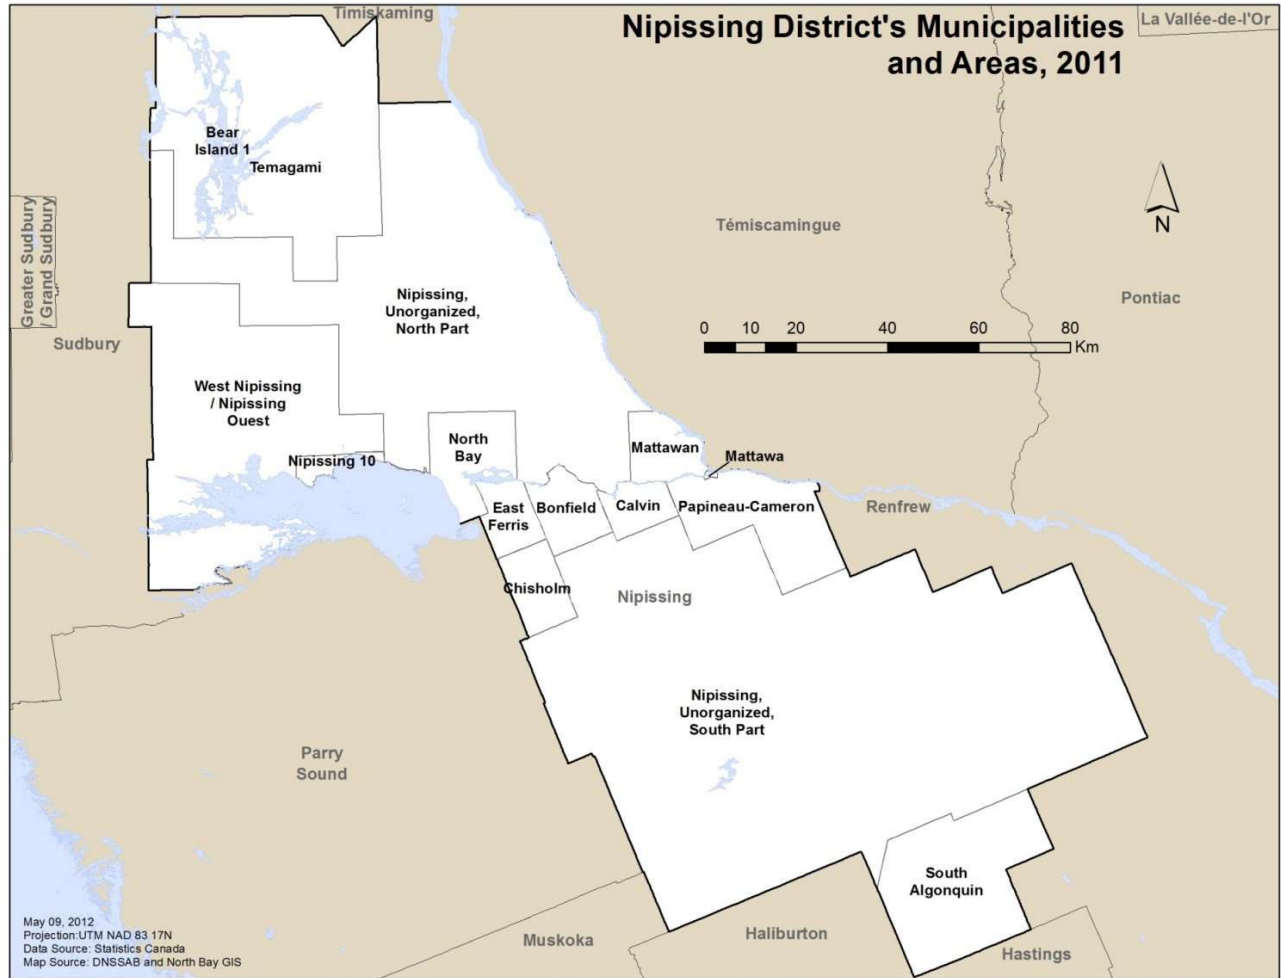 Timiskaming
Nipissing District's Municipalities
and Areas, 2011
La Vallée-de-l'Or
Bear
Island 1
Temagami
Greater Sudbury
/ Grand Sudbury
Témiscamingue
N
Pontiac
Nipissing,
Unorganized,
North Part
0 10 20 40 60 80
Km
Sudbury
West Nipissing
/ Nipissing
Ouest
North
Bay
Nipissing 10
Mattawan
Mattawa
East
Ferris
Bonfield
Calvin
Papineau-Cameron
Renfrew
Chisholm
Nipissing
Nipissing,
Unorganized,
South Part
Parry
Sound
South
Algonquin
Muskoka
Haliburton
Hastings
May 09, 2012
Projection:UTM NAD 83 17N
Data Source: Statistics Canada
Map Source: DNSSAB and North Bay GIS